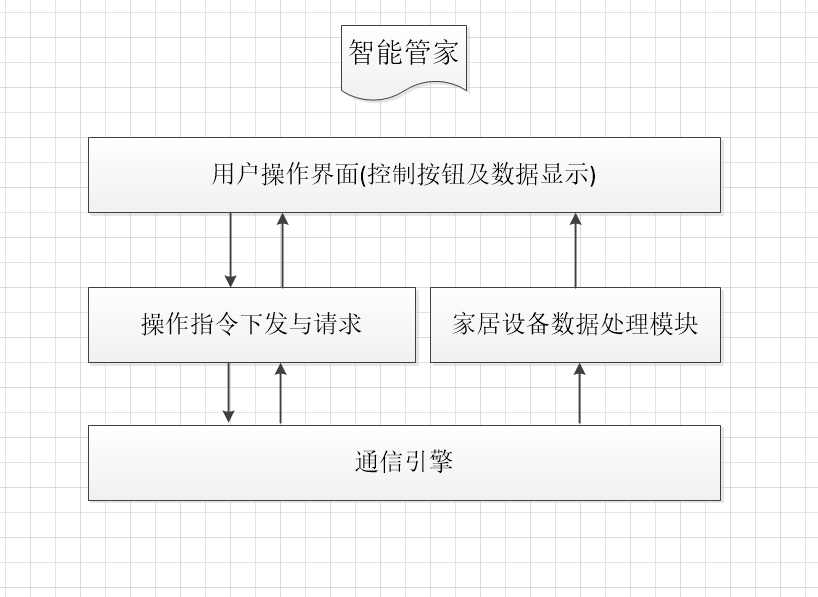 智能管家
用户操作界面(控制按钮及数据显示)
操作指令下发与请求
家居设备数据处理模块
通信引擎